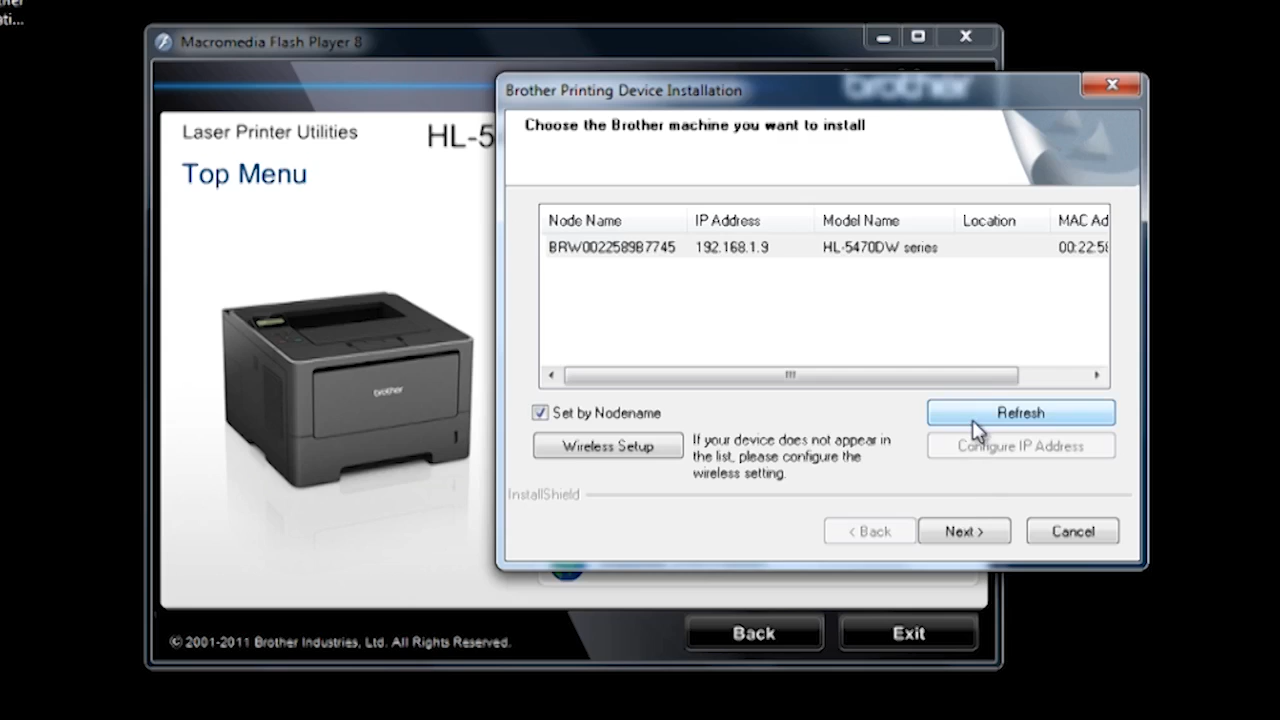 Macromedia Flash Player 8
Laser Printer Utilities
HL-5
Top Menu
brother
Brother Printing Device Installation
brother
Choose the Brother machine you want to install
Node Name IP Address Model Name Location MAC Ad
BRW0022589B7745 192.168.1.9 HL-5470DW series 00:22:58
Set by Nodename
Refresh
Wireless Setup
If your device does not appear in
the list, please configure the
wireless setting.
Configure IP Address
InstallShield
< Back
Next >
Cancel
© 2001-2011 Brother Industries, Ltd. All Rights Reserved.
Back
Exit